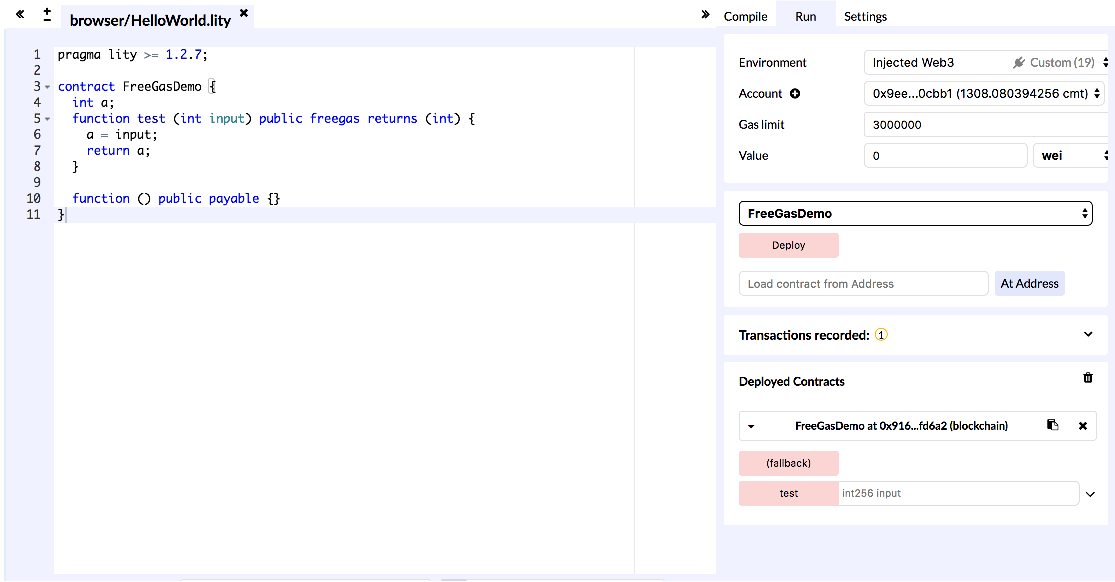 browser/HelloWorld.lity
Compile Run Settings
1 pragma lity >= 1.2.7;
2
3 contract FreeGasDemo {
4 int a;
5 function test (int input) public freegas returns (int) {
6 a = input;
7 return a;
8 }
9
10 function () public payable {}
11 }
Environment Injected Web3 Custom (19)
Account 0x9ee...0cbb1 (1308.080394256 cmt)
Gas limit 3000000
Value 0 wei
FreeGasDemo
Deploy
Load contract from Address At Address
Transactions recorded: 1
Deployed Contracts
FreeGasDemo at 0x916...fd6a2 (blockchain)
(fallback)
test int256 input